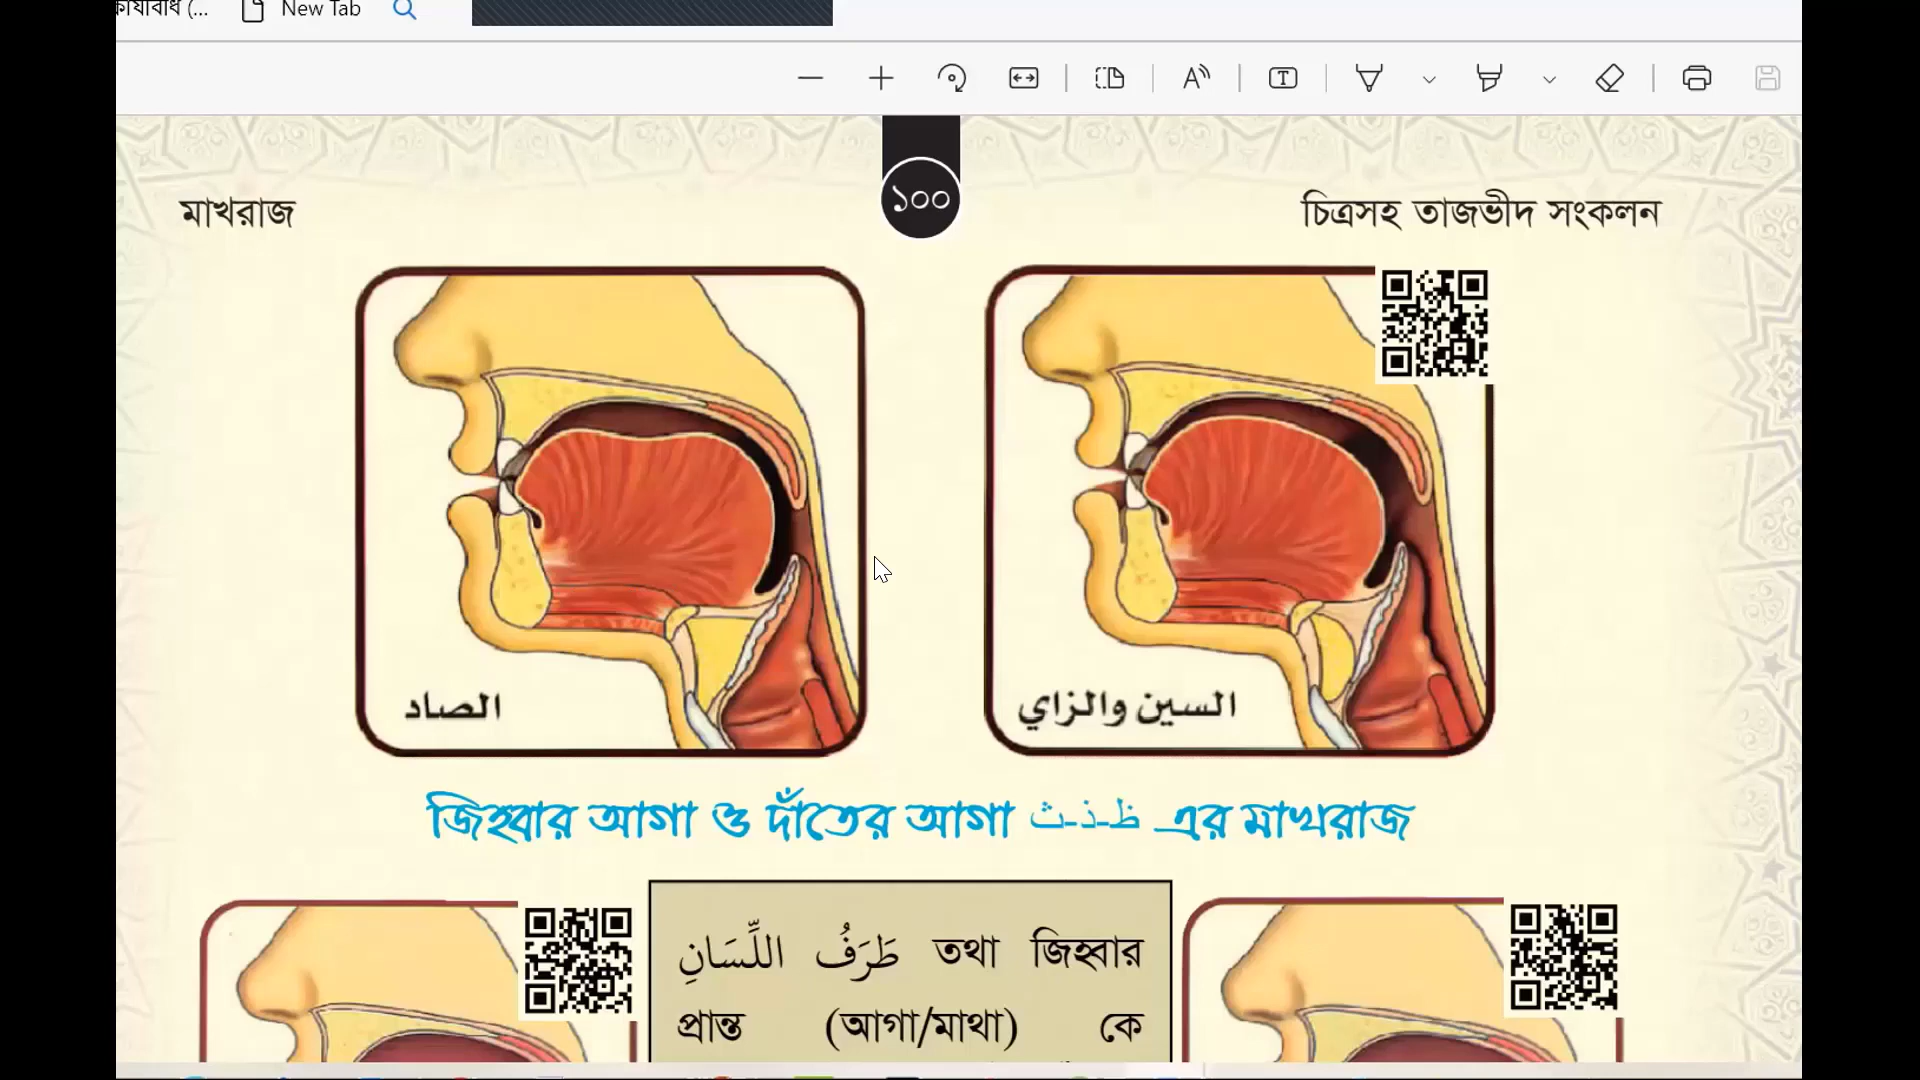 New Tab
মাখরাজ
১০০
চিত্রসহ তাজভীদ সংকলন
الصاد
السين والزاي
জিহ্বার আগা ও দাঁতের আগা ظ-ذ-ث এর মাখরাজ
طَرَفُ اللِّسَانِ তথা জিহ্বার
প্রান্ত (আগা/মাথা) কে